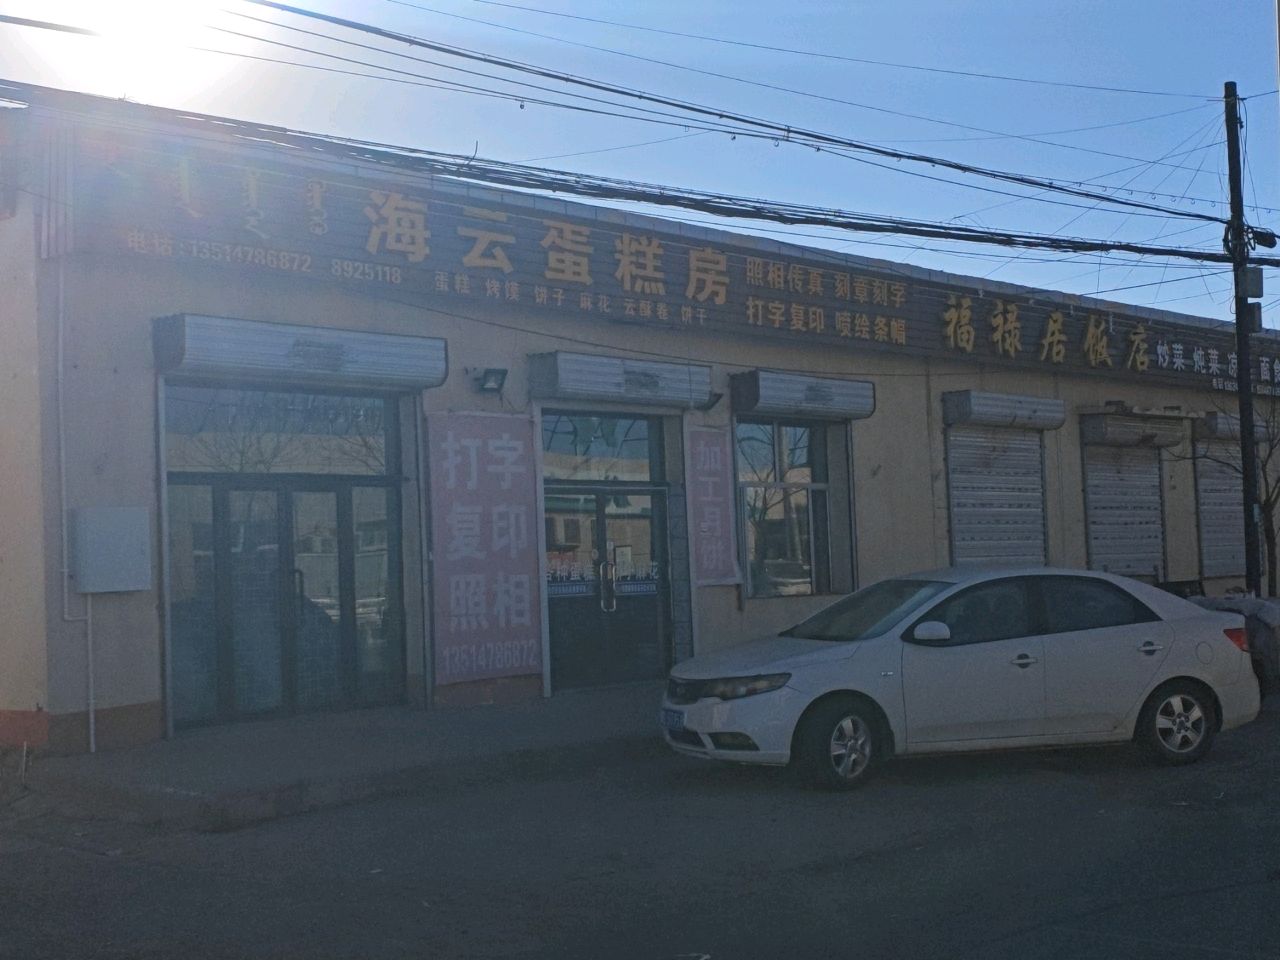 海云蛋糕房
电话:13514786872 8925118
蛋糕 烤馍 饼子 麻花 云酥卷 饼干
照相传真 刻章刻字
打字复印 喷绘条幅
福禄居饭店
炒菜·炖菜
打字
复印
照相
13514786872
加工月饼